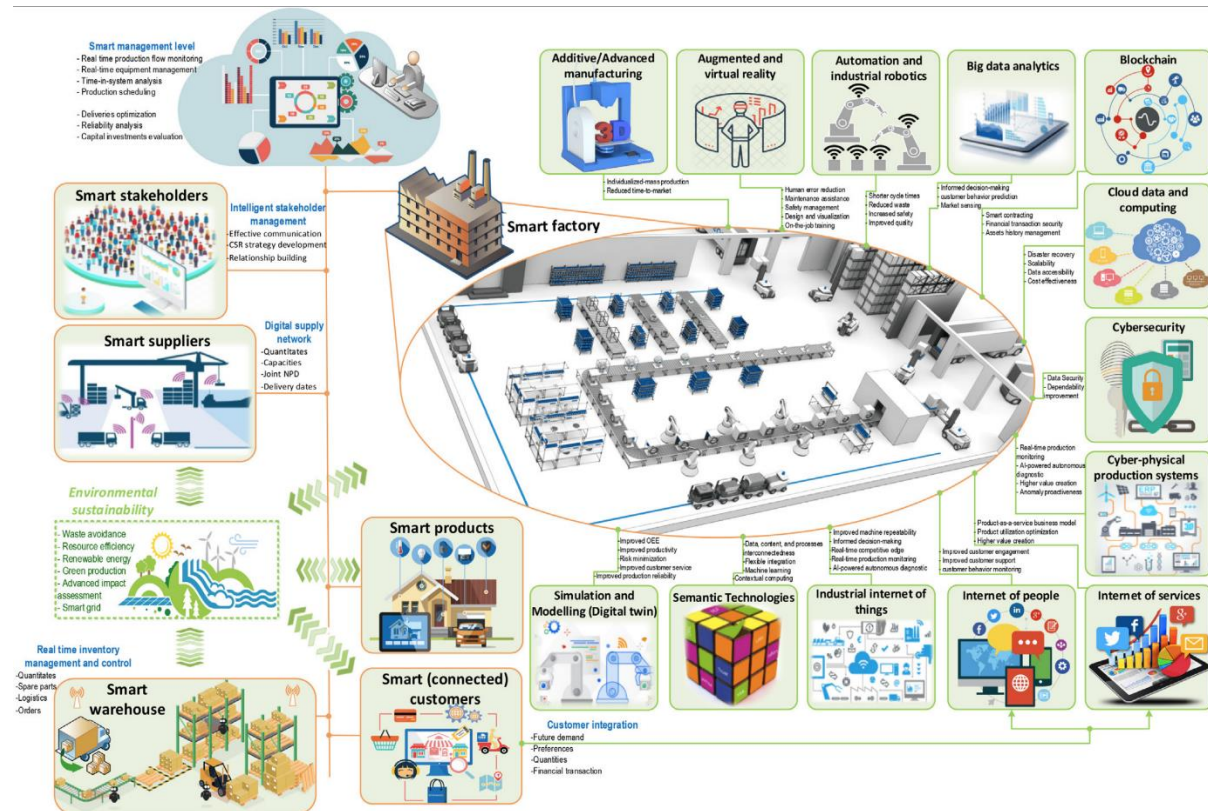 Smart management level
- Real time production flow monitoring
- Real-time equipment management
- Time-in-system analysis
- Production scheduling
- Deliveries optimization
- Reliability analysis
- Capital investments evaluation
Smart stakeholders
Intelligent stakeholder
management
-Effective communication
-CSR strategy development
-Relationship building
Smart suppliers
Digital supply
network
-Quantitates
-Capacities
-Joint NPD
-Delivery dates
Environmental
sustainability
- Waste avoidance
- Resource efficiency
- Renewable energy
- Green production
- Advanced impact
assessment
- Smart grid
Real time inventory
management and control
-Quantitates
-Spare parts
-Logistics
-Orders
Smart
warehouse
Smart products
Smart (connected)
customers
Customer integration
-Future demand
-Preferences
-Quantities
-Financial transaction
Smart factory
Additive/Advanced
manufacturing
3D
- Individualized-mass production
- Reduced time-to-market
Augmented and
virtual reality
- Human error reduction
- Maintenance assistance
- Safety management
- Design and visualization
- On-the-job training
Automation and
industrial robotics
- Shorter cycle times
- Reduced waste
- Increased safety
- Improved quality
Big data analytics
- Informed decision-making
- customer behavior prediction
- Market sensing
Blockchain
- Smart contracting
- Financial transaction security
- Assets history management
Cloud data and
computing
- Disaster recovery
- Scalability
- Data accessibility
- Cost effectiveness
Cybersecurity
- Data Security
- Dependability
improvement
Cyber-physical
production systems
- Real-time production
monitoring
- AI-powered autonomous
diagnostic
- Higher value creation
- Anomaly proactiveness
- Product-as-a-service business model
- Product utilization optimization
- Higher value creation
- Improved customer engagement
- Improved customer support
- customer behavior monitoring
- Improved machine repeatability
- Informed decision-making
- Real-time competitive edge
- Real-time production monitoring
- AI-powered autonomous diagnostic
- Data, content, and processes
interconnectedness
- Flexible integration
- Machine learning
- Contextual computing
- Improved OEE
- Improved productivity
- Risk minimization
- Improved customer service
- Improved production reliability
Simulation and
Modelling (Digital twin)
Semantic Technologies
Industrial internet of
things
Internet of people
Internet of services